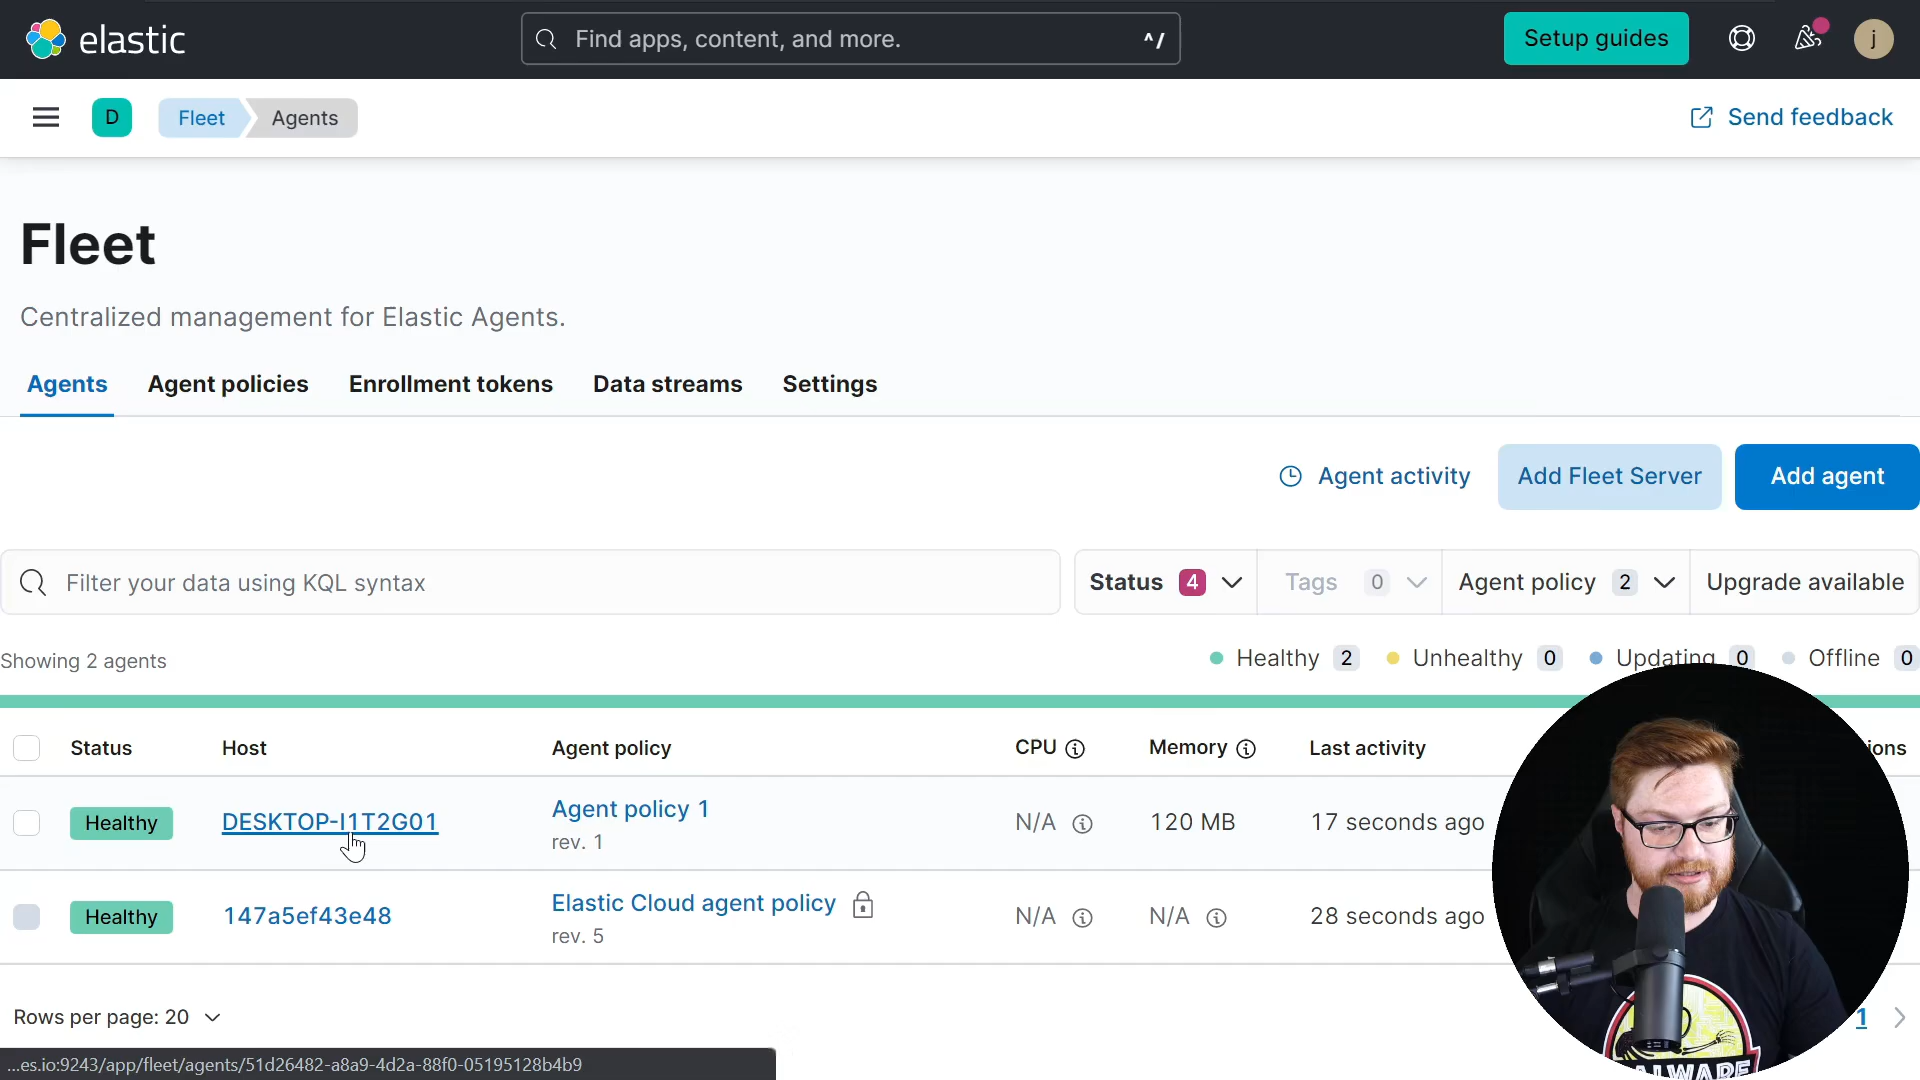 elastic
Find apps, content, and more.
^/
Setup guides
j
D
Fleet
Agents
Send feedback
Fleet
Centralized management for Elastic Agents.
Agents
Agent policies
Enrollment tokens
Data streams
Settings
Agent activity
Add Fleet Server
Add agent
Filter your data using KQL syntax
Status 4
Tags 0
Agent policy 2
Upgrade available
Showing 2 agents
Healthy 2
Unhealthy 0
Updating 0
Offline 0
Status
Host
Agent policy
CPU
Memory
Last activity
ions
Healthy
DESKTOP-I1T2G01
Agent policy 1
rev. 1
N/A
120 MB
17 seconds ago
Healthy
147a5ef43e48
Elastic Cloud agent policy
rev. 5
N/A
N/A
28 seconds ago
Rows per page: 20
1
...es.io:9243/app/fleet/agents/51d26482-a8a9-4d2a-88f0-05195128b4b9
ALWARE